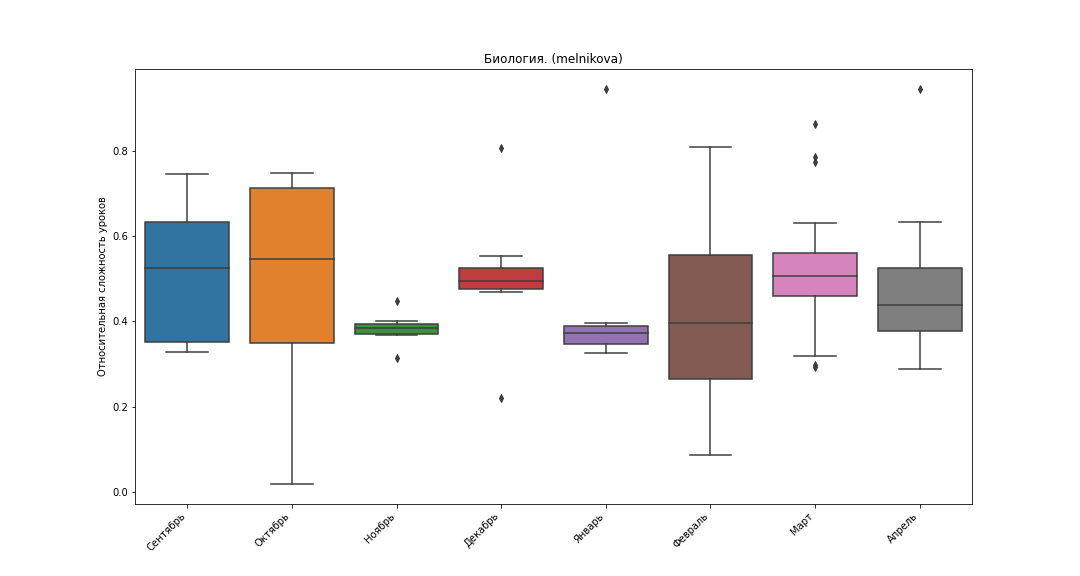 Биология. (melnikova)
Относительная сложность уроков
0.8
0.6
0.4
0.2
0.0
Сентябрь
Октябрь
Ноябрь
Декабрь
Январь
Февраль
Март
Апрель